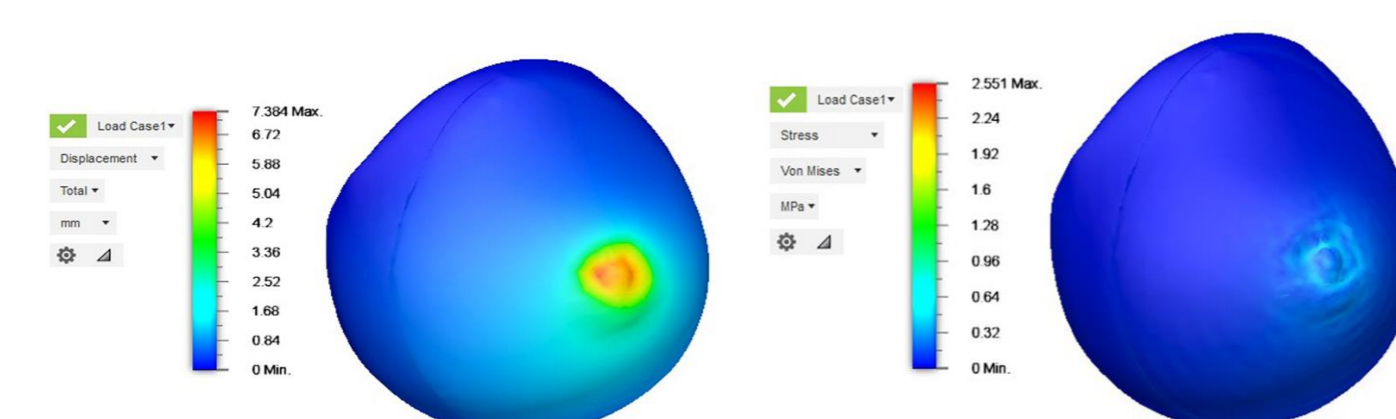 Load Case1
Displacement
Total
mm
7.384 Max.
6.72
5.88
5.04
4.2
3.36
2.52
1.68
0.84
0 Min.
Load Case1
Stress
Von Mises
MPa
2.551 Max.
2.24
1.92
1.6
1.28
0.96
0.64
0.32
0 Min.